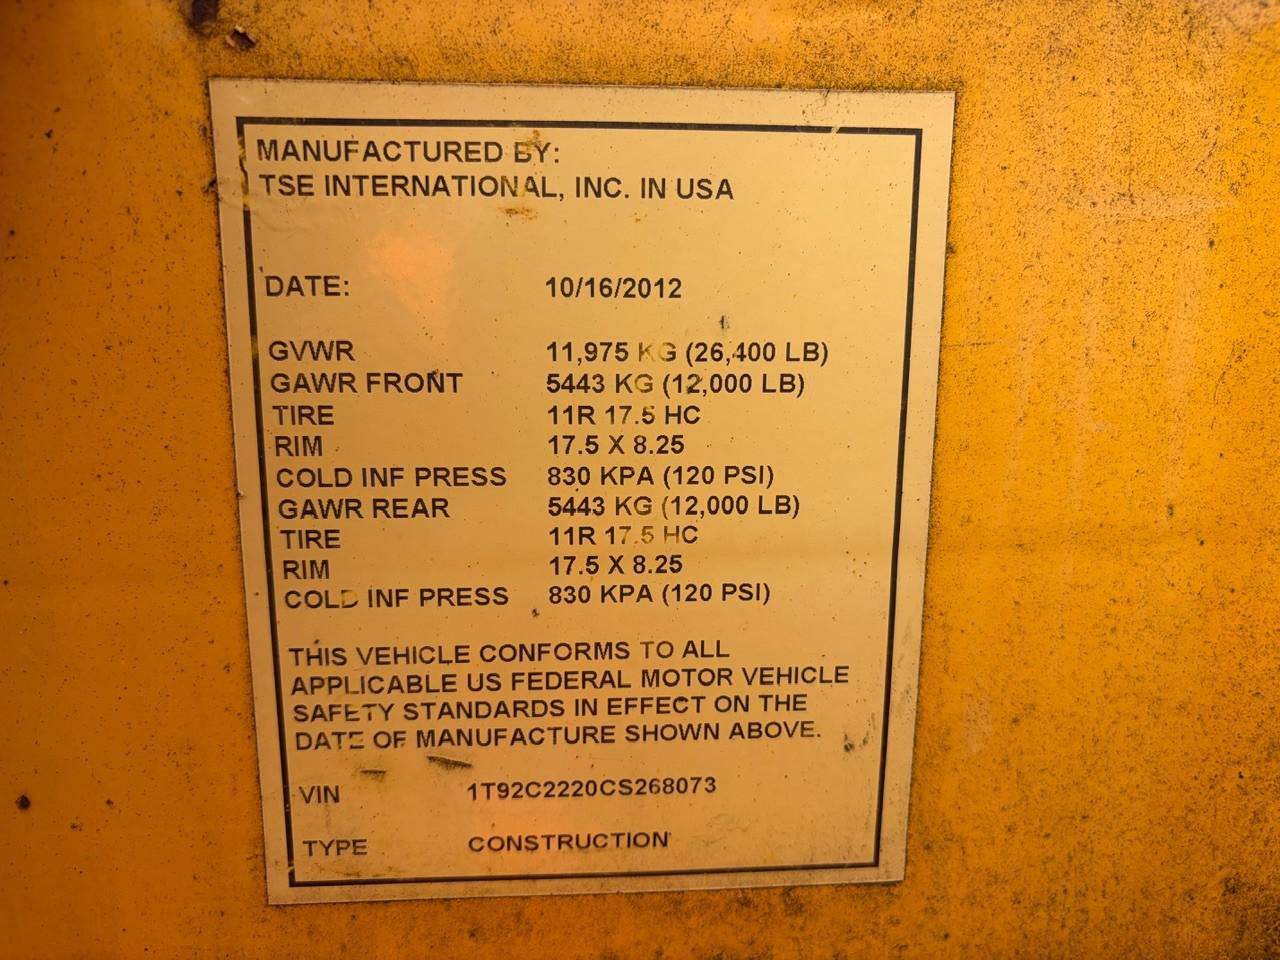 MANUFACTURED BY:
TSE INTERNATIONAL, INC. IN USA
DATE: 10/16/2012
GVWR 11,975 KG (26,400 LB)
GAWR FRONT 5443 KG (12,000 LB)
TIRE 11R 17.5 HC
RIM 17.5 X 8.25
COLD INF PRESS 830 KPA (120 PSI)
GAWR REAR 5443 KG (12,000 LB)
TIRE 11R 17.5 HC
RIM 17.5 X 8.25
COLD INF PRESS 830 KPA (120 PSI)
THIS VEHICLE CONFORMS TO ALL
APPLICABLE US FEDERAL MOTOR VEHICLE
SAFETY STANDARDS IN EFFECT ON THE
DATE OF MANUFACTURE SHOWN ABOVE.
VIN 1T92C2220CS268073
TYPE CONSTRUCTION